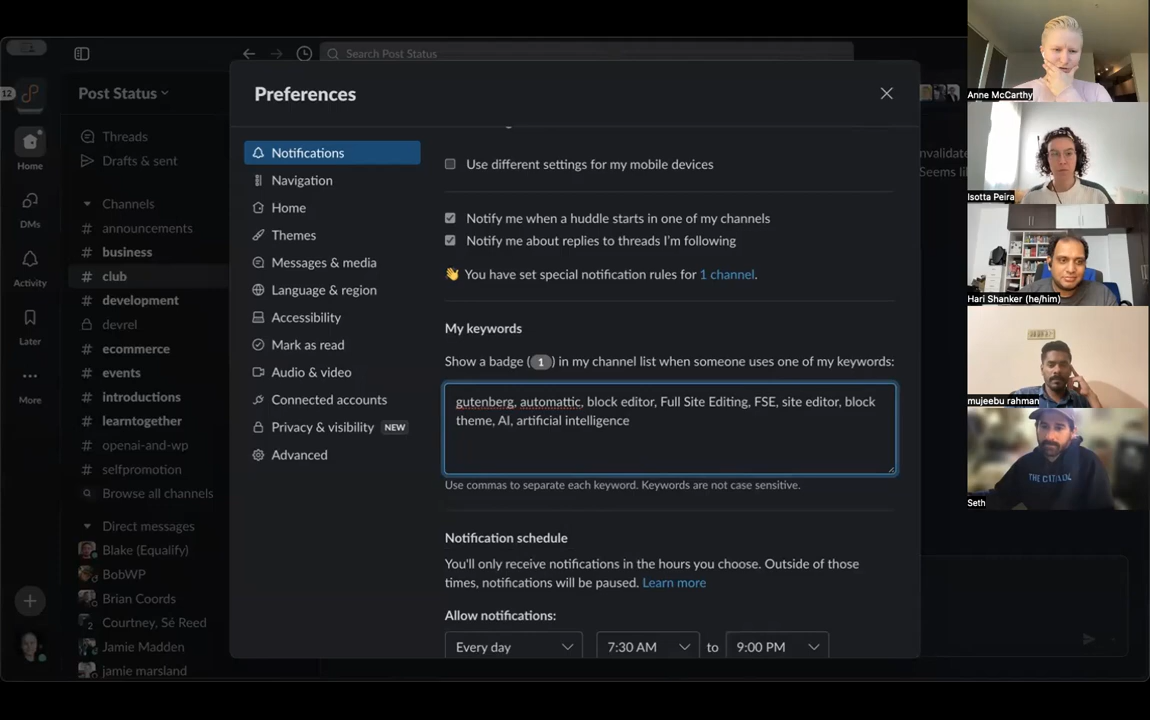 Search Post Status
12
Post Status
Home
DMs
Activity
Later
More
Threads
Drafts & sent
Channels
# announcements
# business
# club
# development
devrel
# ecommerce
# events
# introductions
# learntogether
# openai-and-wp
# selfpromotion
Browse all channels
Direct messages
Blake (Equalify)
BobWP
Brian Coords
2 Courtney, Sé Reed
Jamie Madden
jamie marsland
Preferences
Notifications
Navigation
Home
Themes
Messages & media
Language & region
Accessibility
Mark as read
Audio & video
Connected accounts
Privacy & visibility NEW
Advanced
Use different settings for my mobile devices
Notify me when a huddle starts in one of my channels
Notify me about replies to threads I'm following
👋 You have set special notification rules for 1 channel.
My keywords
Show a badge (1) in my channel list when someone uses one of my keywords:
gutenberg, automattic, block editor, Full Site Editing, FSE, site editor, block
theme, AI, artificial intelligence
Use commas to separate each keyword. Keywords are not case sensitive.
Notification schedule
You'll only receive notifications in the hours you choose. Outside of those
times, notifications will be paused. Learn more
Allow notifications:
Every day 7:30 AM to 9:00 PM
nvalidate
Seems
Anne McCarthy
Isotta Peira
Hari Shanker (he/him)
mujeebu rahman
THE CITADEL
Seth